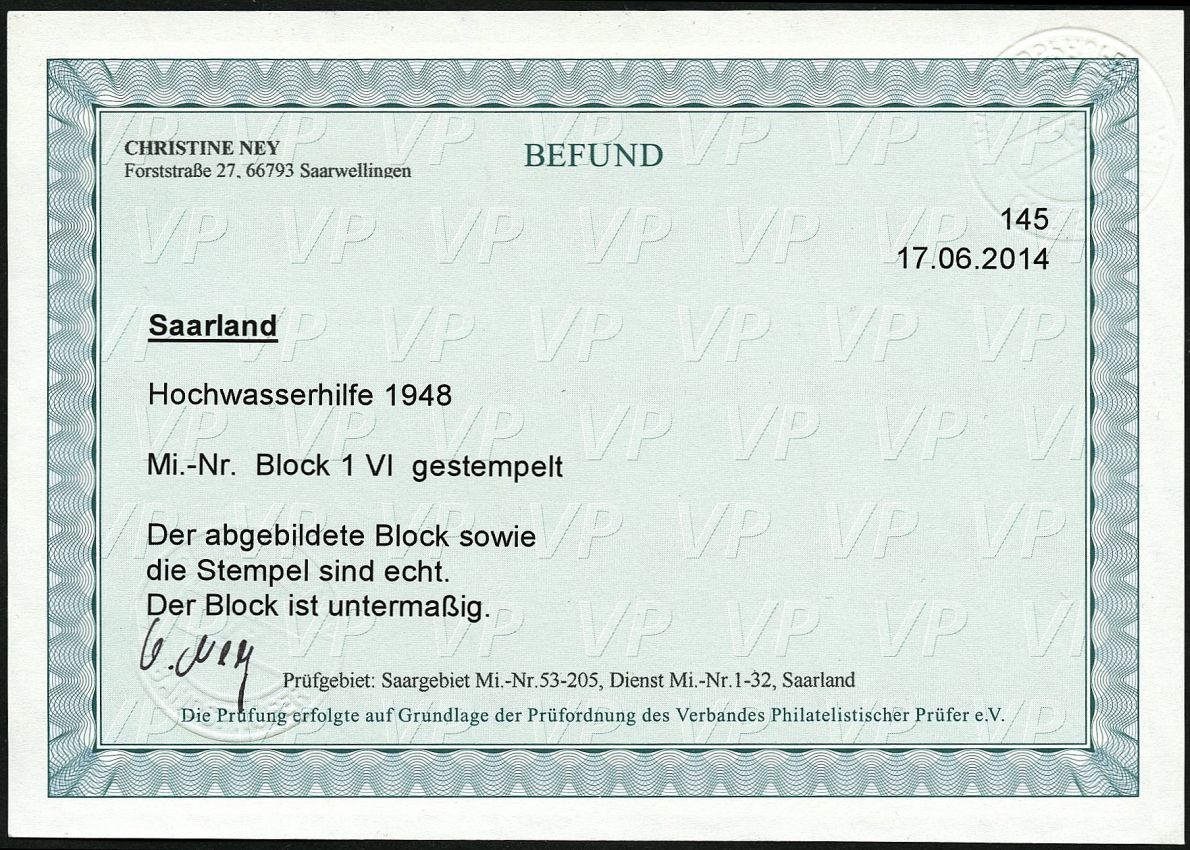 CHRISTINE NEY
Forststraße 27, 66793 Saarwellingen
BEFUND
145
17.06.2014
Saarland
Hochwasserhilfe 1948
Mi.-Nr. Block 1 VI gestempelt
Der abgebildete Block sowie
die Stempel sind echt.
Der Block ist untermaßig.
C. Ney
Prüfgebiet: Saargebiet Mi.-Nr.53-205, Dienst Mi.-Nr.1-32, Saarland
Die Prüfung erfolgte auf Grundlage der Prüfordnung des Verbandes Philatelistischer Prüfer e.V.